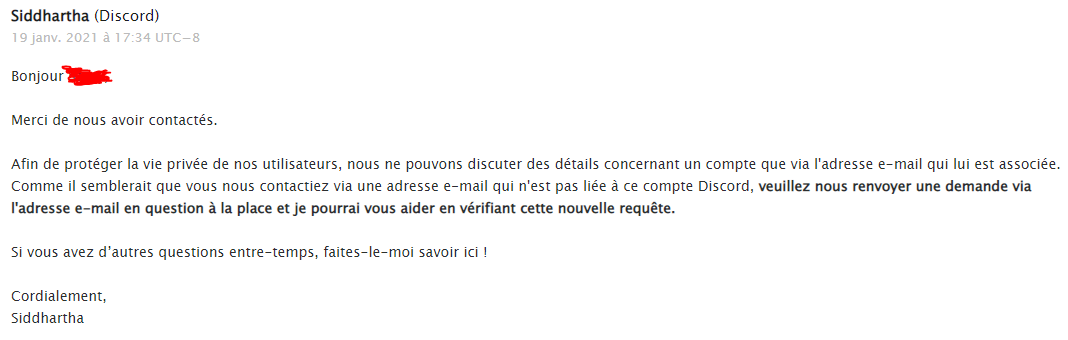 Siddhartha (Discord)
19 janv. 2021 à 17:34 UTC−8
Bonjour
Merci de nous avoir contactés.
Afin de protéger la vie privée de nos utilisateurs, nous ne pouvons discuter des détails concernant un compte que via l'adresse e-mail qui lui est associée.
Comme il semblerait que vous nous contactiez via une adresse e-mail qui n'est pas liée à ce compte Discord, veuillez nous renvoyer une demande via
l'adresse e-mail en question à la place et je pourrai vous aider en vérifiant cette nouvelle requête.
Si vous avez d’autres questions entre-temps, faites-le-moi savoir ici !
Cordialement,
Siddhartha